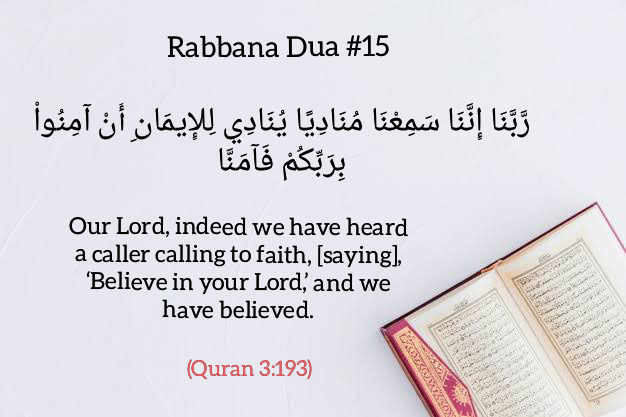 Rabbana Dua #15
رَّبَّنَا إِنَّنَا سَمِعْنَا مُنَادِيًا يُنَادِي لِلإِيمَانِ أَنْ آمِنُواْ
بِرَبِّكُمْ فَآمَنَّا
Our Lord, indeed we have heard
a caller calling to faith, [saying],
‘Believe in your Lord,’ and we
have believed.
(Quran 3:193)